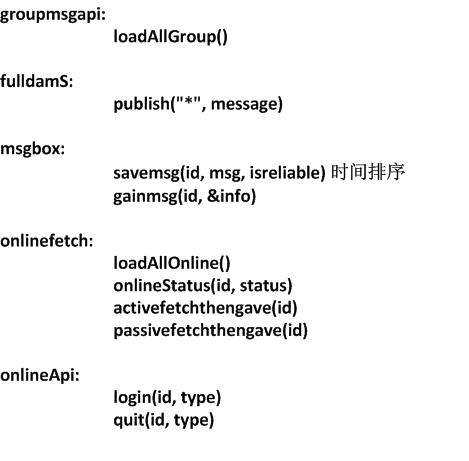 groupmsgapi:
loadAllGroup()
fulldamS:
publish("*", message)
msgbox:
savemsg(id, msg, isreliable) 时间排序
gainmsg(id, &info)
onlinefetch:
loadAllOnline()
onlineStatus(id, status)
activefetchthengave(id)
passivefetchthengave(id)
onlineApi:
login(id, type)
quit(id, type)